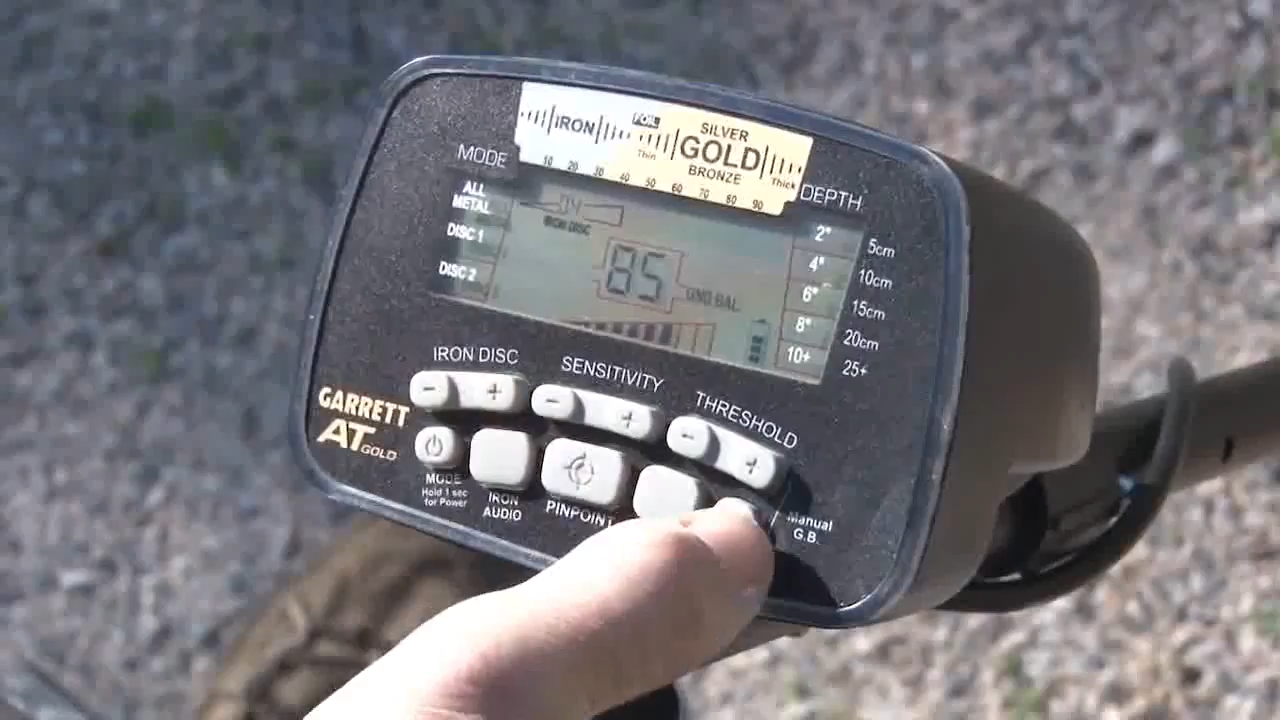 IRON
FOIL
Thin
SILVER
GOLD
BRONZE
Thick
10 20 30 40 50 60 70 80 90
MODE
ALL
METAL
DISC 1
DISC 2
04
IRON DISC
85
GND BAL
DEPTH
2" 5cm
4" 10cm
6" 15cm
8" 20cm
10+ 25+
IRON DISC
SENSITIVITY
THRESHOLD
- +
- +
- +
GARRETT
AT GOLD
MODE
Hold 1 sec
for Power
IRON
AUDIO
PINPOINT
Manual
G.B.